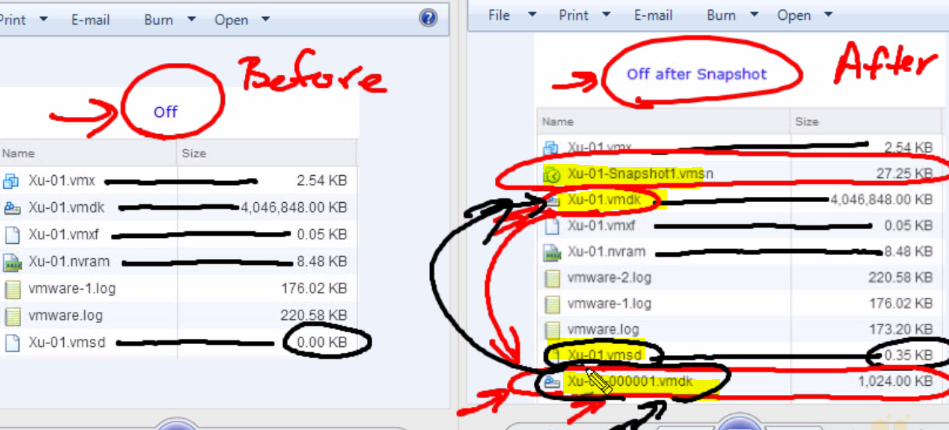 Print E-mail Burn Open
Before
Off
Name Size
Xu-01.vmx 2.54 KB
Xu-01.vmdk 4,046,848.00 KB
Xu-01.vmxf 0.05 KB
Xu-01.nvram 8.48 KB
vmware-1.log 176.02 KB
vmware.log 220.58 KB
Xu-01.vmsd 0.00 KB
File Print E-mail Burn Open
After
Off after Snapshot
Name Size
Xu-01.vmx 2.54 KB
Xu-01-Snapshot1.vmsn 27.25 KB
Xu-01.vmdk 4,046,848.00 KB
Xu-01.vmxf 0.05 KB
Xu-01.nvram 8.48 KB
vmware-2.log 220.58 KB
vmware-1.log 176.02 KB
vmware.log 173.20 KB
Xu-01.vmsd 0.35 KB
000001.vmdk 1,024.00 KB